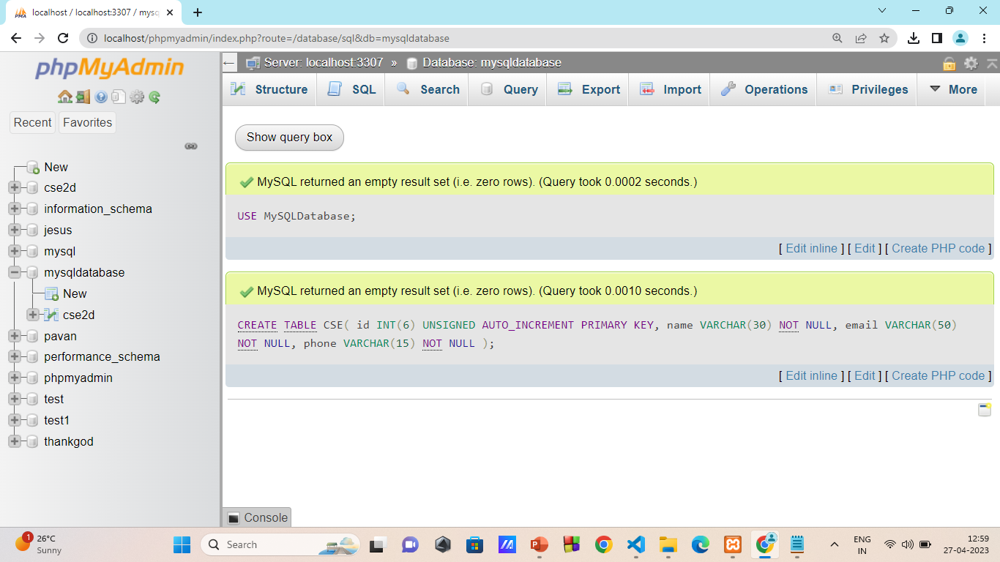 localhost / localhost:3307 / mysq
localhost/phpmyadmin/index.php?route=/database/sql&db=mysqldatabase
phpMyAdmin
Recent Favorites
New
cse2d
information_schema
jesus
mysql
mysqldatabase
New
cse2d
pavan
performance_schema
phpmyadmin
test
test1
thankgod
Server: localhost:3307 » Database: mysqldatabase
Structure SQL Search Query Export Import Operations Privileges More
Show query box
MySQL returned an empty result set (i.e. zero rows). (Query took 0.0002 seconds.)
USE MySQLDatabase;
[ Edit inline ] [ Edit ] [ Create PHP code ]
MySQL returned an empty result set (i.e. zero rows). (Query took 0.0010 seconds.)
CREATE TABLE CSE( id INT(6) UNSIGNED AUTO_INCREMENT PRIMARY KEY, name VARCHAR(30) NOT NULL, email VARCHAR(50)
NOT NULL, phone VARCHAR(15) NOT NULL );
[ Edit inline ] [ Edit ] [ Create PHP code ]
Console
1
26°C
Sunny
Search
ENG
IN
12:59
27-04-2023